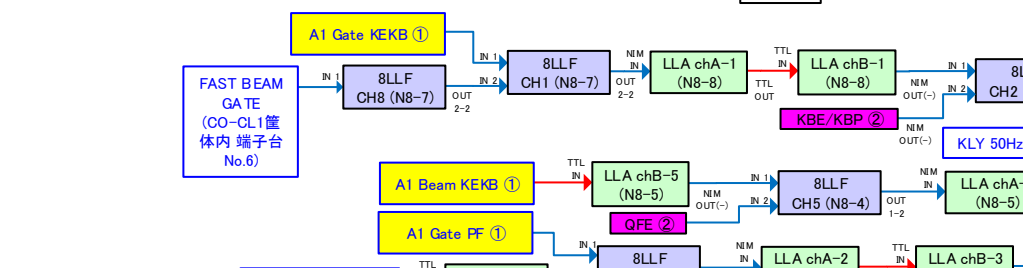 A1 Gate KEKB ①
FAST BEAM
GATE
(CO-CL1筐
体内 端子台
No.6)
IN 1
8LLF
CH8 (N8-7)
OUT
2-2
IN 1
IN 2
8LLF
CH1 (N8-7)
OUT
2-2
NIM
IN
LLA chA-1
(N8-8)
TTL
OUT
TTL
IN
LLA chB-1
(N8-8)
NIM
OUT(-)
IN 1
IN 2
CH2
KBE/KBP ②
NIM
OUT(-)
KLY 50Hz
A1 Beam KEKB ①
TTL
IN
LLA chB-5
(N8-5)
NIM
OUT(-)
QFE ②
IN 1
IN 2
8LLF
CH5 (N8-4)
OUT
1-2
NIM
IN
LLA chA-
(N8-5)
A1 Gate PF ①
IN 1
8LLF
NIM
IN
LLA chA-2
TTL
IN
LLA chB-3
TTL